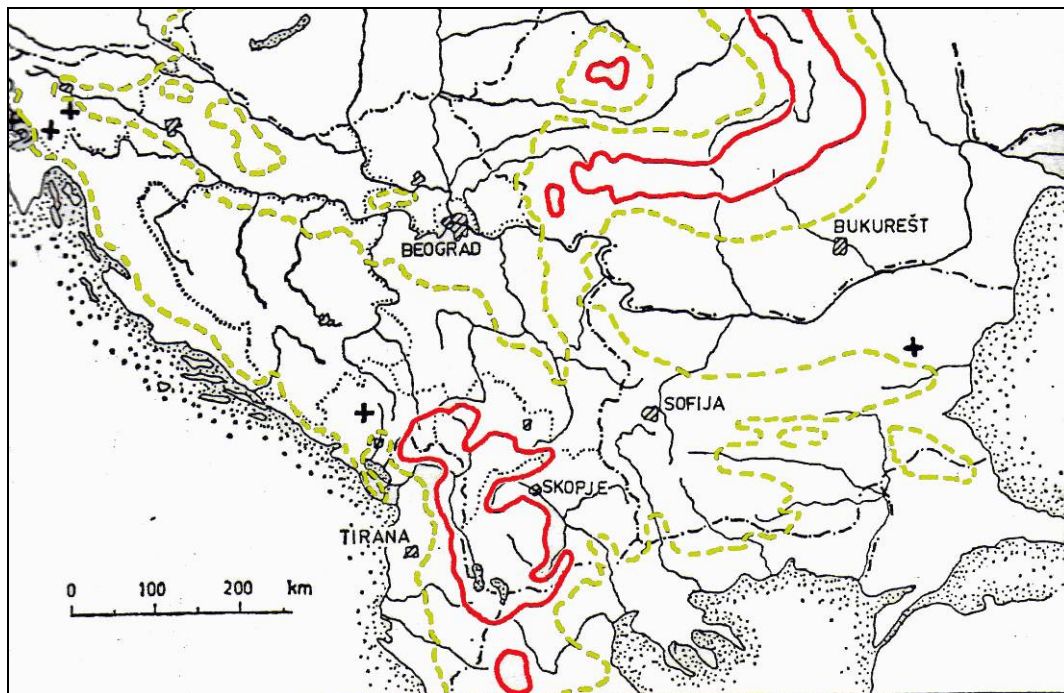 BUKUREŠT
BEOGRAD
SOFIJA
SKOPJE
TIRANA
0 100 200 km